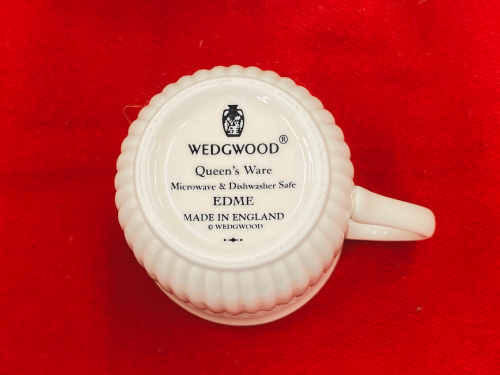 WEDGWOOD®
Queen's Ware
Microwave & Dishwasher Safe
EDME
MADE IN ENGLAND
© WEDGWOOD